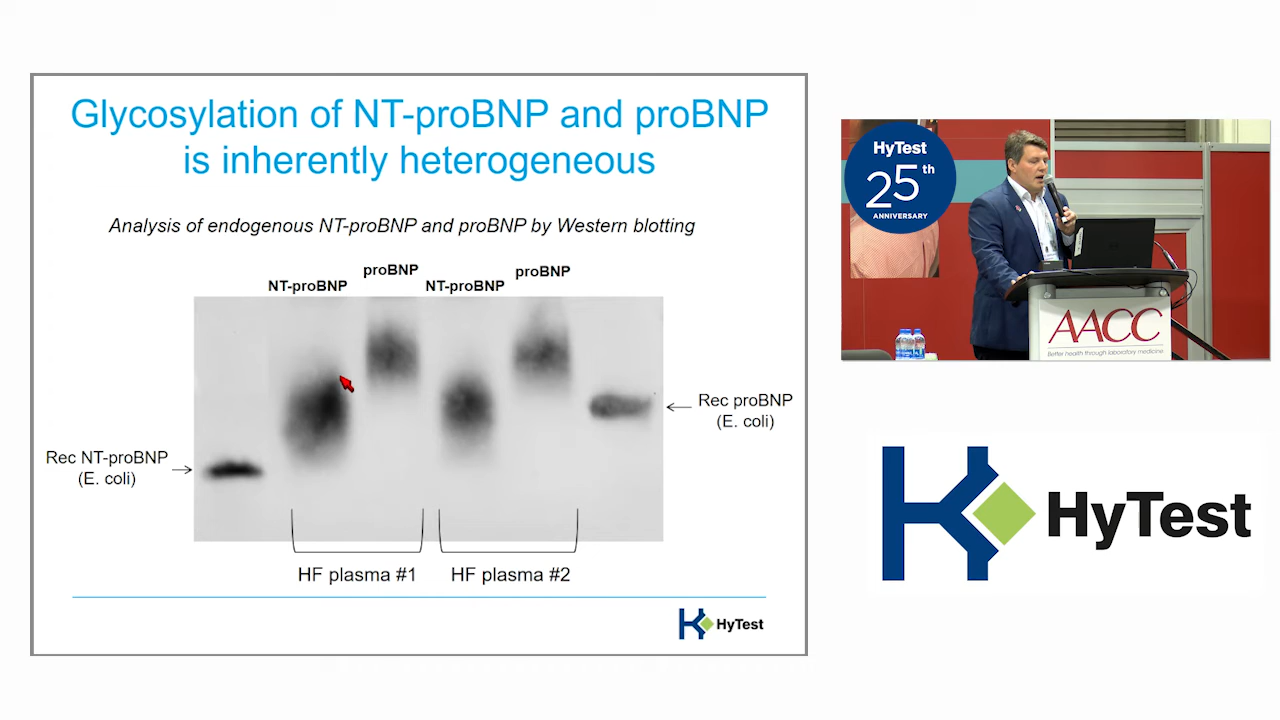 Glycosylation of NT-proBNP and proBNP
is inherently heterogeneous
Analysis of endogenous NT-proBNP and proBNP by Western blotting
NT-proBNP
proBNP
NT-proBNP
proBNP
Rec NT-proBNP
(E. coli)
Rec proBNP
(E. coli)
HF plasma #1
HF plasma #2
HyTest
HyTest
25th
ANNIVERSARY
AACC
Better health through laboratory medicine
HyTest